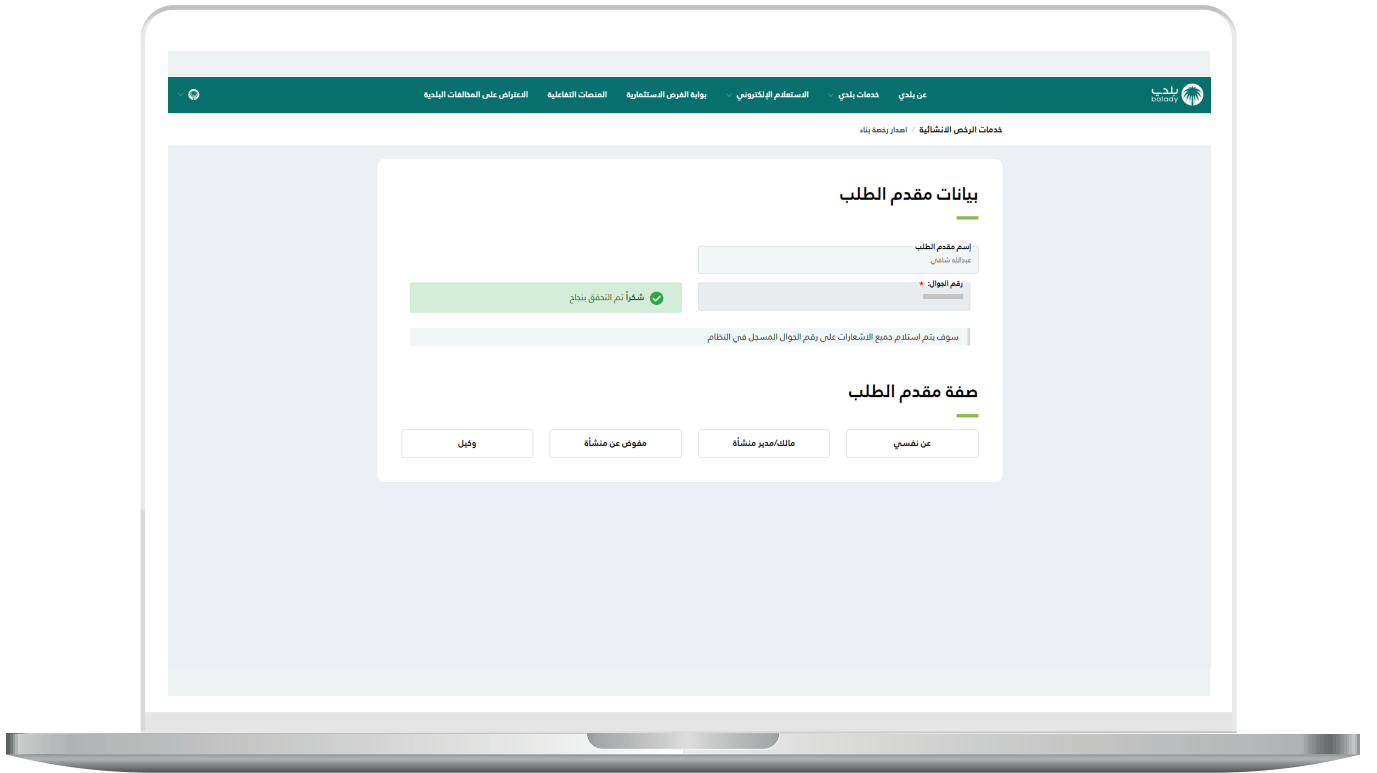 بلدي
balady
عن بلدي خدمات بلدي الاستعلام الإلكتروني بوابة الفرص الاستثمارية المنصات التفاعلية الاعتراض على المخالفات البلدية
خدمات الرخص الانشائية / اصدار رخصة بناء
بيانات مقدم الطلب
إسم مقدم الطلب
عبدالله شافي
رقم الجوال: *
شكراً تم التحقق بنجاح
سوف يتم استلام جميع الاشعارات على رقم الجوال المسجل في النظام
صفة مقدم الطلب
عن نفسي مالك/مدير منشأة مفوض عن منشأة وكيل